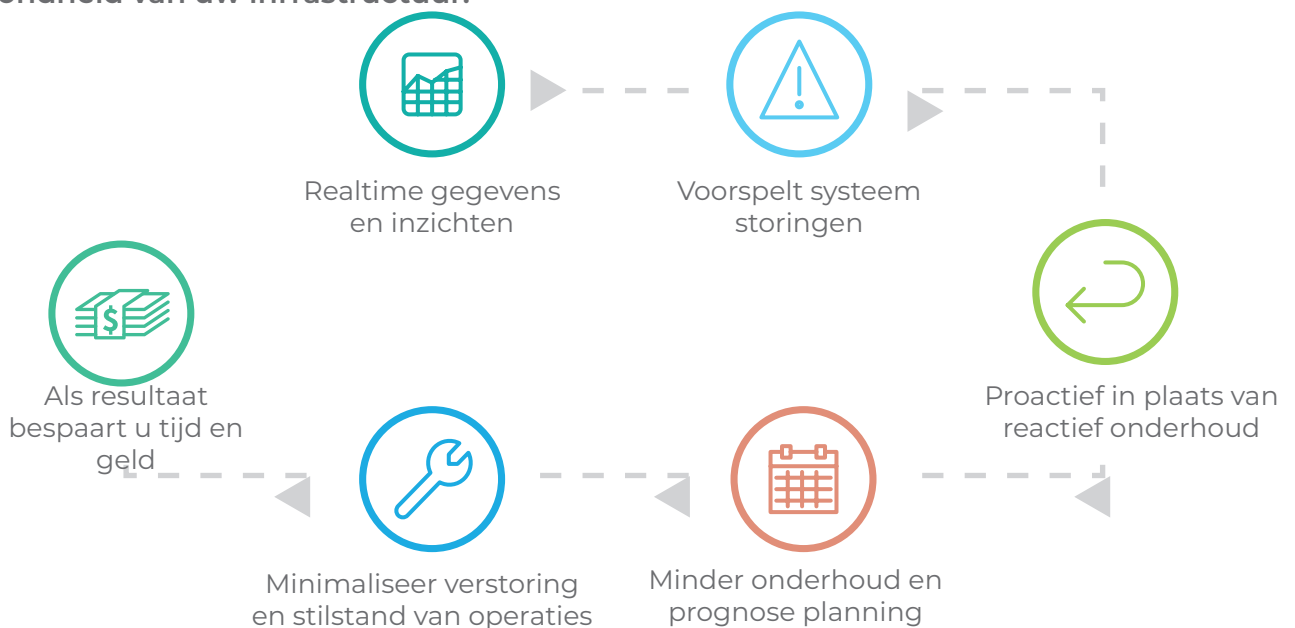 Realtime gegevens
en inzichten
Voorspelt systeem
storingen
Proactief in plaats van
reactief onderhoud
Minder onderhoud en
prognose planning
Minimaliseer verstoring
en stilstand van operaties
Als resultaat
bespaart u tijd en
geld
$